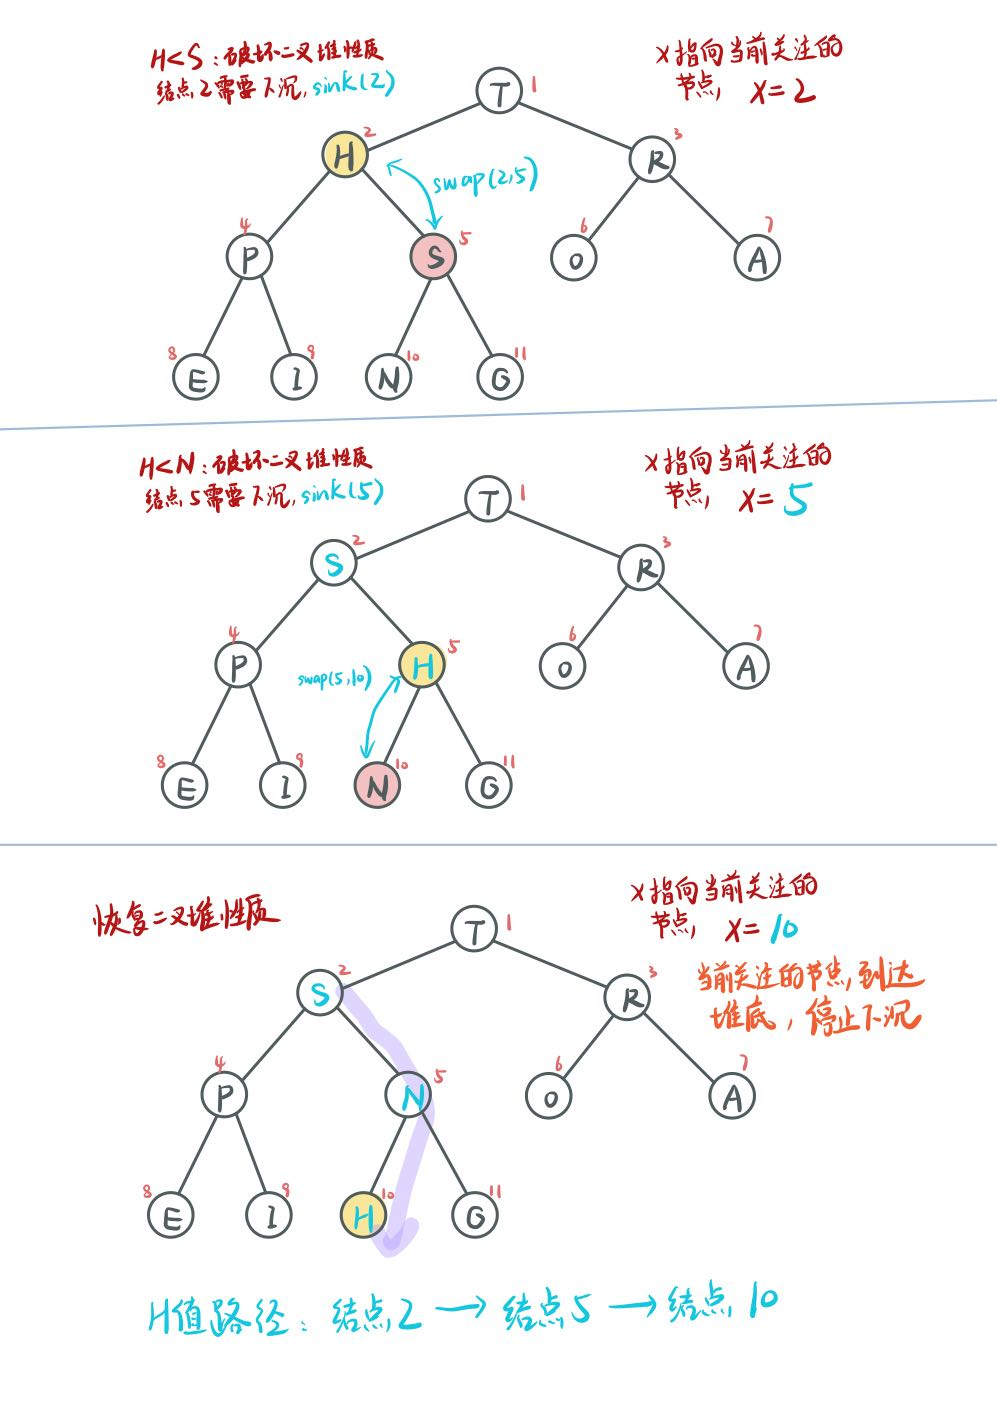 H<S：破坏二叉堆性质
结点2需要下沉，sink(2)
X指向当前关注的
节点，X=2
T 1
H 2
R 3
swap(2,5)
P 4
S 5
O 6
A 7
E 8
I 9
N 10
G 11
H<N：破坏二叉堆性质
结点5需要下沉，sink(5)
X指向当前关注的
节点，X=5
T 1
S 2
R 3
P 4
H 5
O 6
A 7
swap(5,10)
E 8
I 9
N 10
G 11
恢复二叉堆性质
X指向当前关注的
节点，X=10
当前关注的节点到达
堆底，停止下沉
T 1
S 2
R 3
P 4
N 5
O 6
A 7
E 8
I 9
H 10
G 11
H值路径：结点2→结点5→结点10